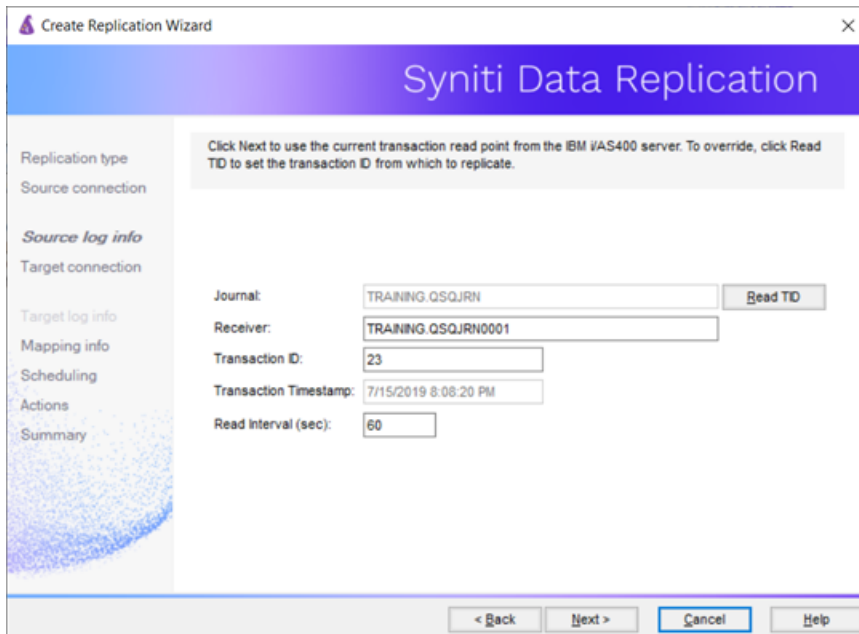 Create Replication Wizard
Syniti Data Replication
Replication type
Source connection
Source log info
Target connection
Target log info
Mapping info
Scheduling
Actions
Summary
Click Next to use the current transaction read point from the IBM i/AS400 server. To override, click Read
TID to set the transaction ID from which to replicate.
Journal: TRAINING.QSQJRN Read TID
Receiver: TRAINING.QSQJRN0001
Transaction ID: 23
Transaction Timestamp: 7/15/2019 8:08:20 PM
Read Interval (sec): 60
< Back Next > Cancel Help